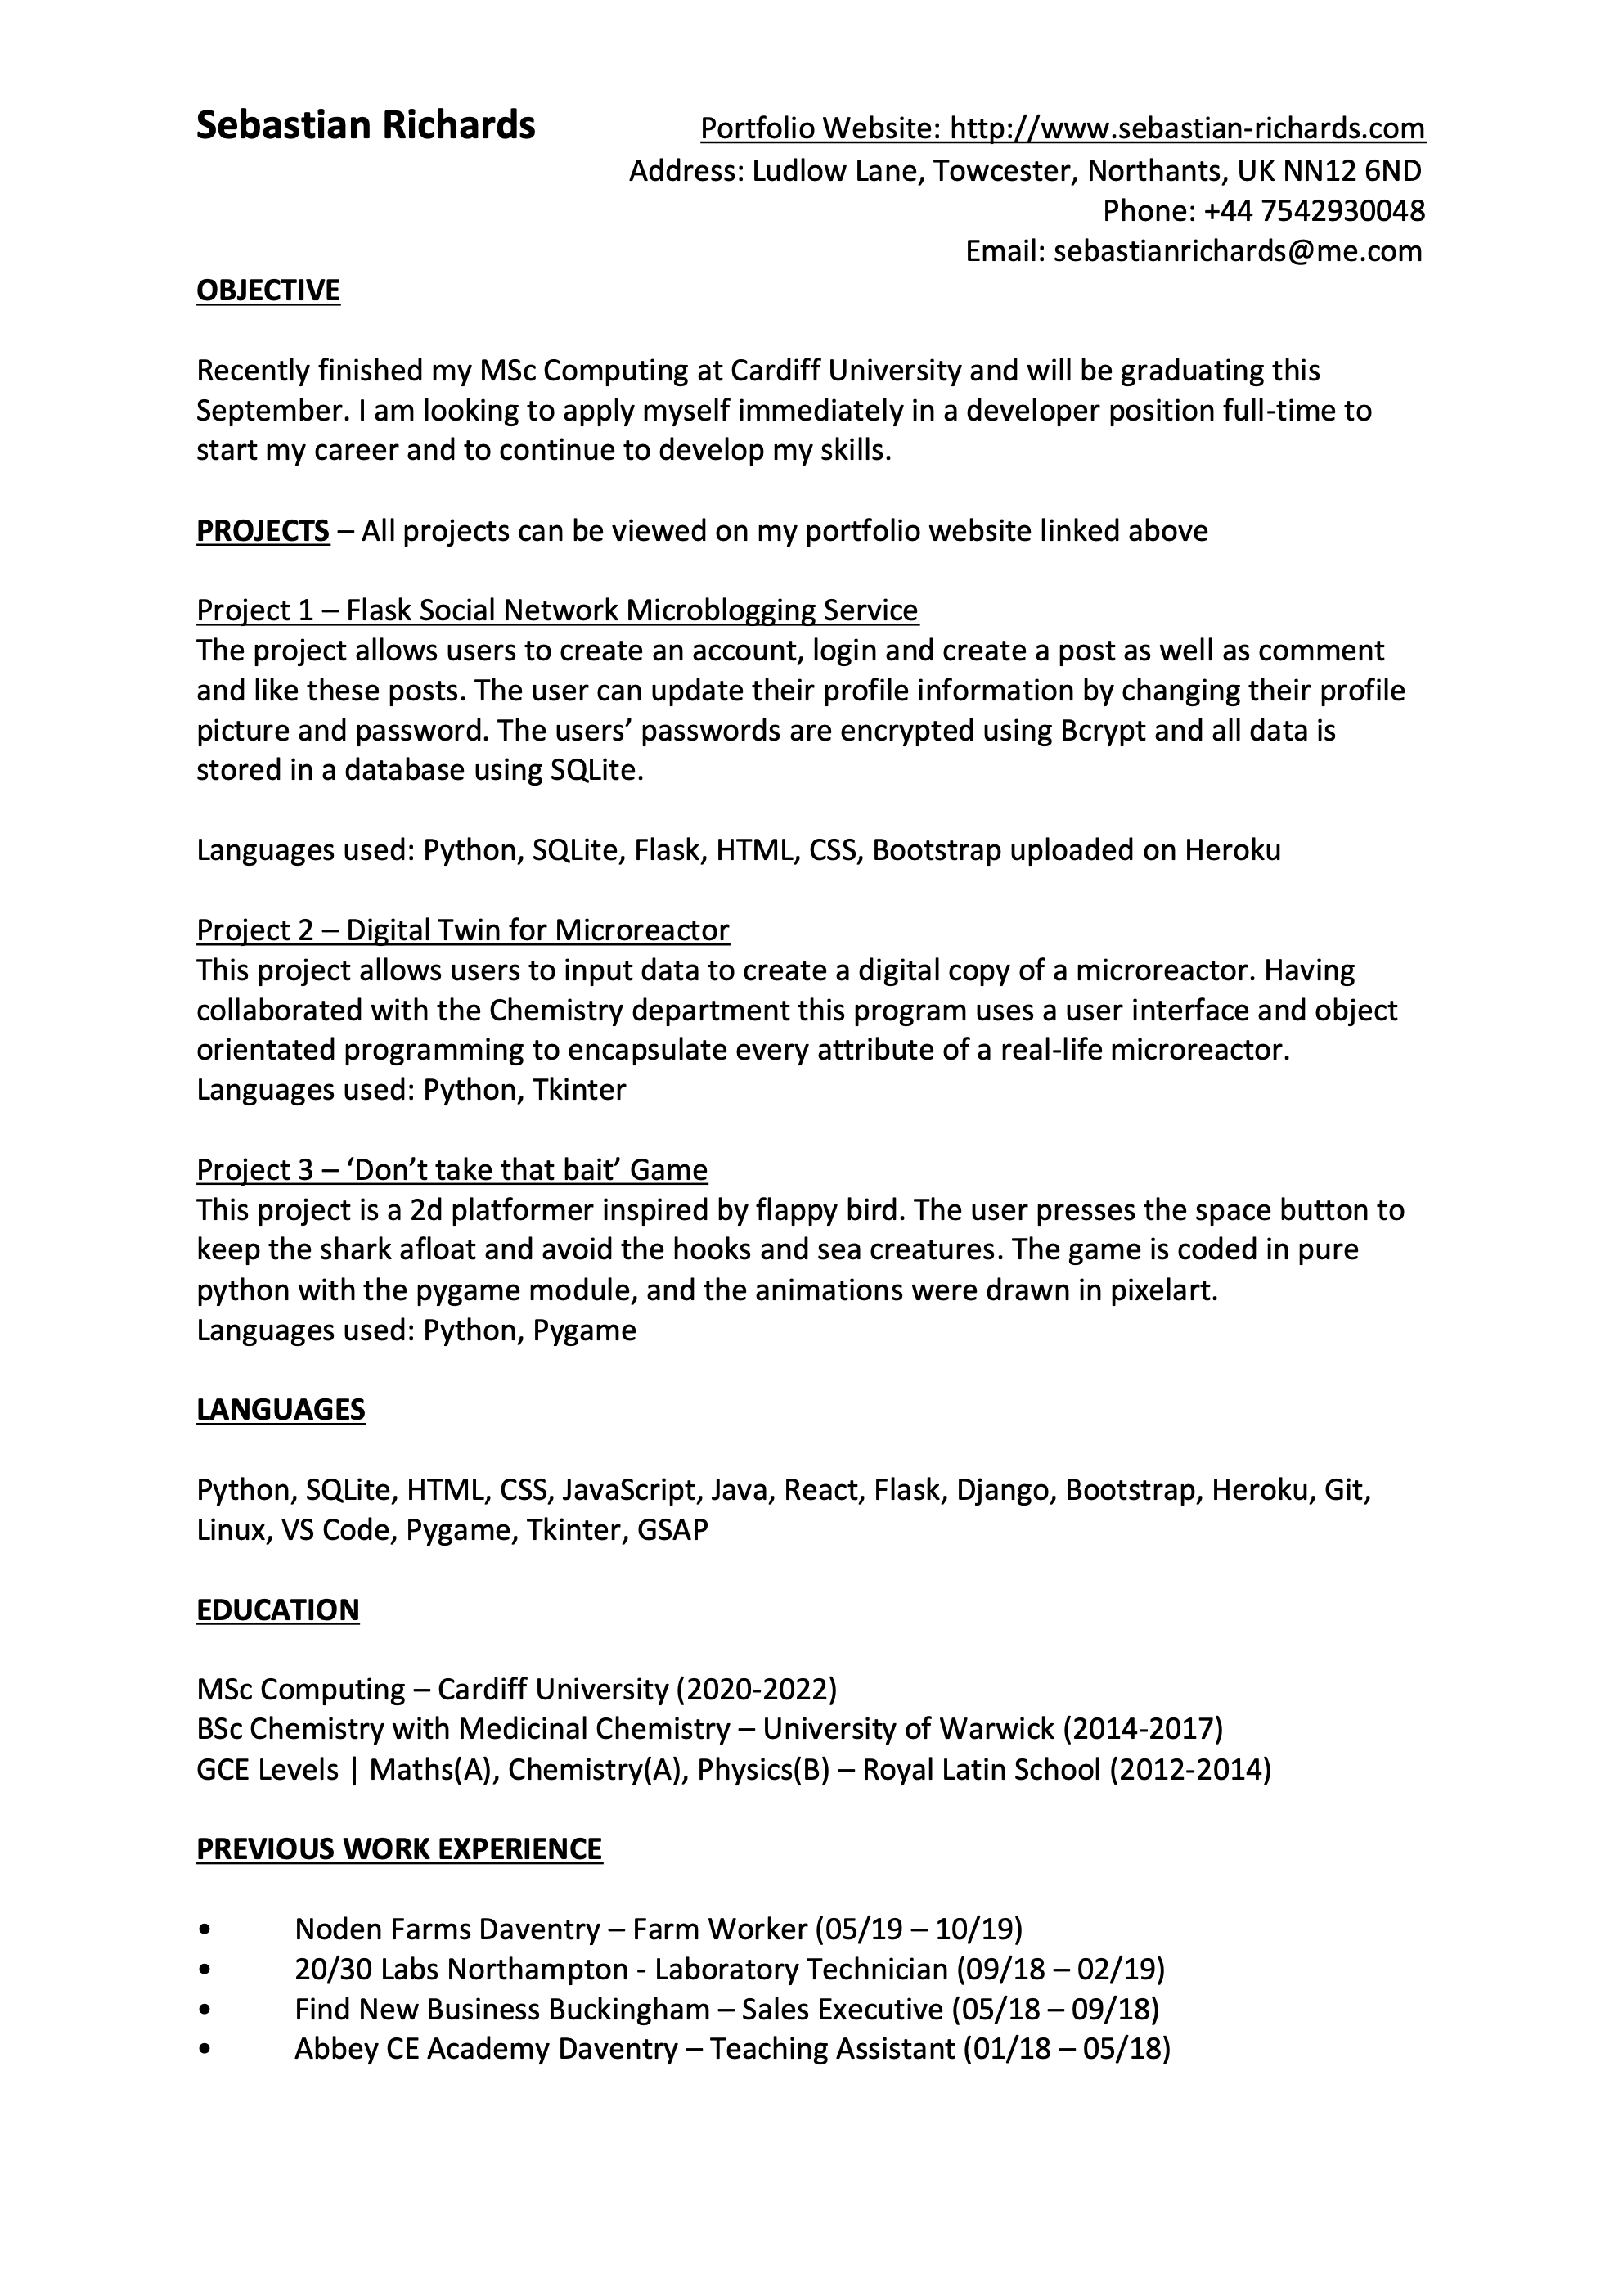 Sebastian Richards Portfolio Website: http://www.sebastian-richards.com
Address: Ludlow Lane, Towcester, Northants, UK NN12 6ND
Phone: +44 7542930048
Email: sebastianrichards@me.com
OBJECTIVE
Recently finished my MSc Computing at Cardiff University and will be graduating this
September. I am looking to apply myself immediately in a developer position full-time to
start my career and to continue to develop my skills.
PROJECTS – All projects can be viewed on my portfolio website linked above
Project 1 – Flask Social Network Microblogging Service
The project allows users to create an account, login and create a post as well as comment
and like these posts. The user can update their profile information by changing their profile
picture and password. The users’ passwords are encrypted using Bcrypt and all data is
stored in a database using SQLite.
Languages used: Python, SQLite, Flask, HTML, CSS, Bootstrap uploaded on Heroku
Project 2 – Digital Twin for Microreactor
This project allows users to input data to create a digital copy of a microreactor. Having
collaborated with the Chemistry department this program uses a user interface and object
orientated programming to encapsulate every attribute of a real-life microreactor.
Languages used: Python, Tkinter
Project 3 – ‘Don’t take that bait’ Game
This project is a 2d platformer inspired by flappy bird. The user presses the space button to
keep the shark afloat and avoid the hooks and sea creatures. The game is coded in pure
python with the pygame module, and the animations were drawn in pixelart.
Languages used: Python, Pygame
LANGUAGES
Python, SQLite, HTML, CSS, JavaScript, Java, React, Flask, Django, Bootstrap, Heroku, Git,
Linux, VS Code, Pygame, Tkinter, GSAP
EDUCATION
MSc Computing – Cardiff University (2020-2022)
BSc Chemistry with Medicinal Chemistry – University of Warwick (2014-2017)
GCE Levels | Maths(A), Chemistry(A), Physics(B) – Royal Latin School (2012-2014)
PREVIOUS WORK EXPERIENCE
• Noden Farms Daventry – Farm Worker (05/19 – 10/19)
• 20/30 Labs Northampton - Laboratory Technician (09/18 – 02/19)
• Find New Business Buckingham – Sales Executive (05/18 – 09/18)
• Abbey CE Academy Daventry – Teaching Assistant (01/18 – 05/18)